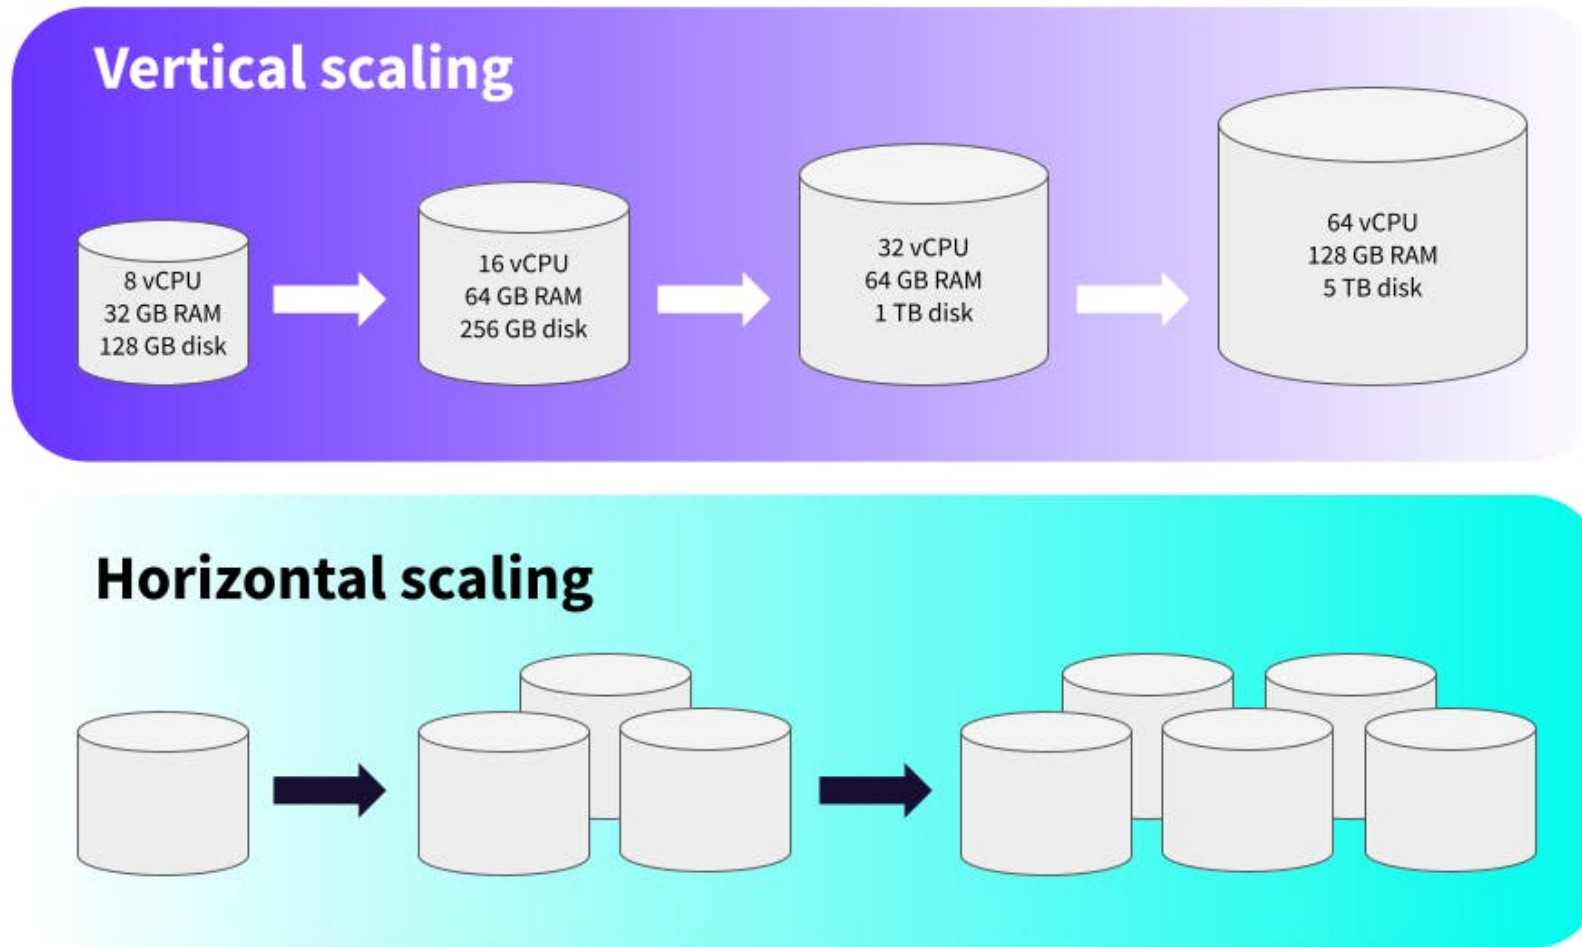 Vertical scaling
8 vCPU
32 GB RAM
128 GB disk
16 vCPU
64 GB RAM
256 GB disk
32 vCPU
64 GB RAM
1 TB disk
64 vCPU
128 GB RAM
5 TB disk
Horizontal scaling